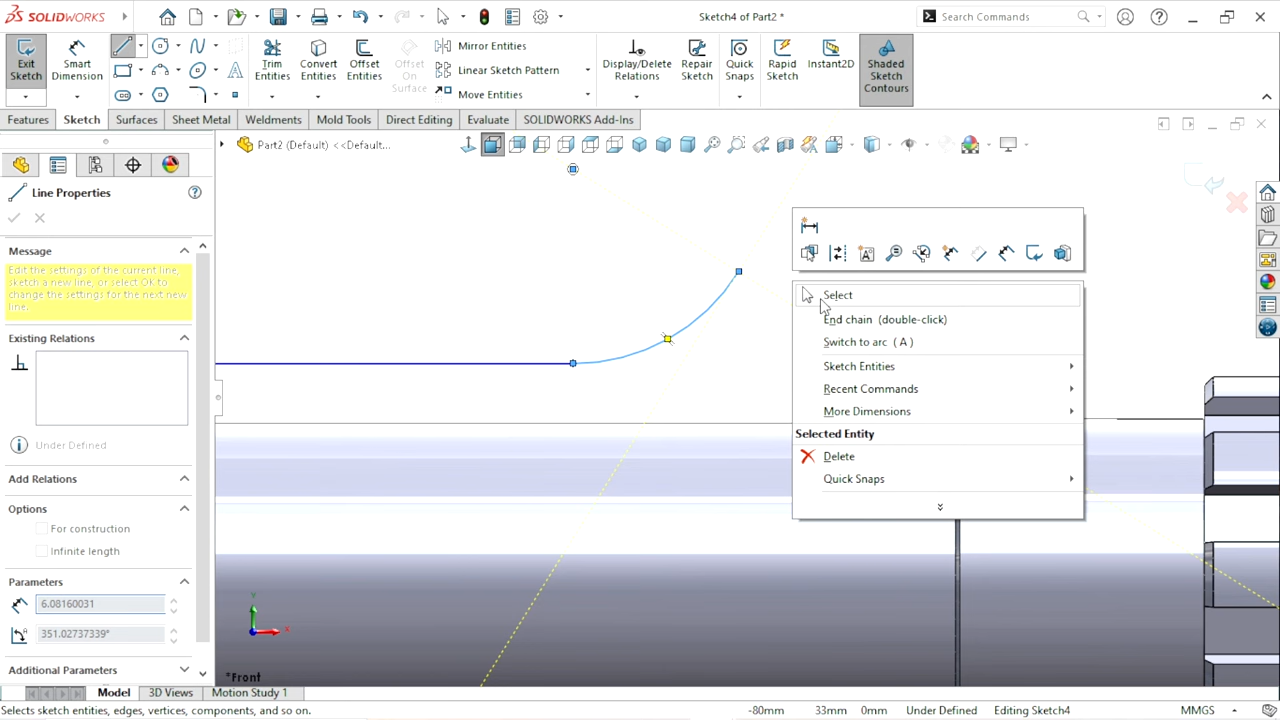 SOLIDWORKS
Sketch4 of Part2 *
Search Commands
Exit Sketch
Smart Dimension
Trim Entities
Convert Entities
Offset Entities
Offset On Surface
Mirror Entities
Linear Sketch Pattern
Move Entities
Display/Delete Relations
Repair Sketch
Quick Snaps
Rapid Sketch
Instant2D
Shaded Sketch Contours
Features
Sketch
Surfaces
Sheet Metal
Weldments
Mold Tools
Direct Editing
Evaluate
SOLIDWORKS Add-Ins
Part2 (Default) <<Default...
Line Properties
Message
Edit the settings of the current line,
sketch a new line, or select OK to
change the settings for the next new
line.
Existing Relations
Under Defined
Add Relations
Options
For construction
Infinite length
Parameters
6.08160031
351.02737339°
Additional Parameters
Select
End chain (double-click)
Switch to arc ( A )
Sketch Entities
Recent Commands
More Dimensions
Selected Entity
Delete
Quick Snaps
Y
X
*Front
Model
3D Views
Motion Study 1
Selects sketch entities, edges, vertices, components, and so on.
-80mm
33mm
0mm
Under Defined
Editing Sketch4
MMGS